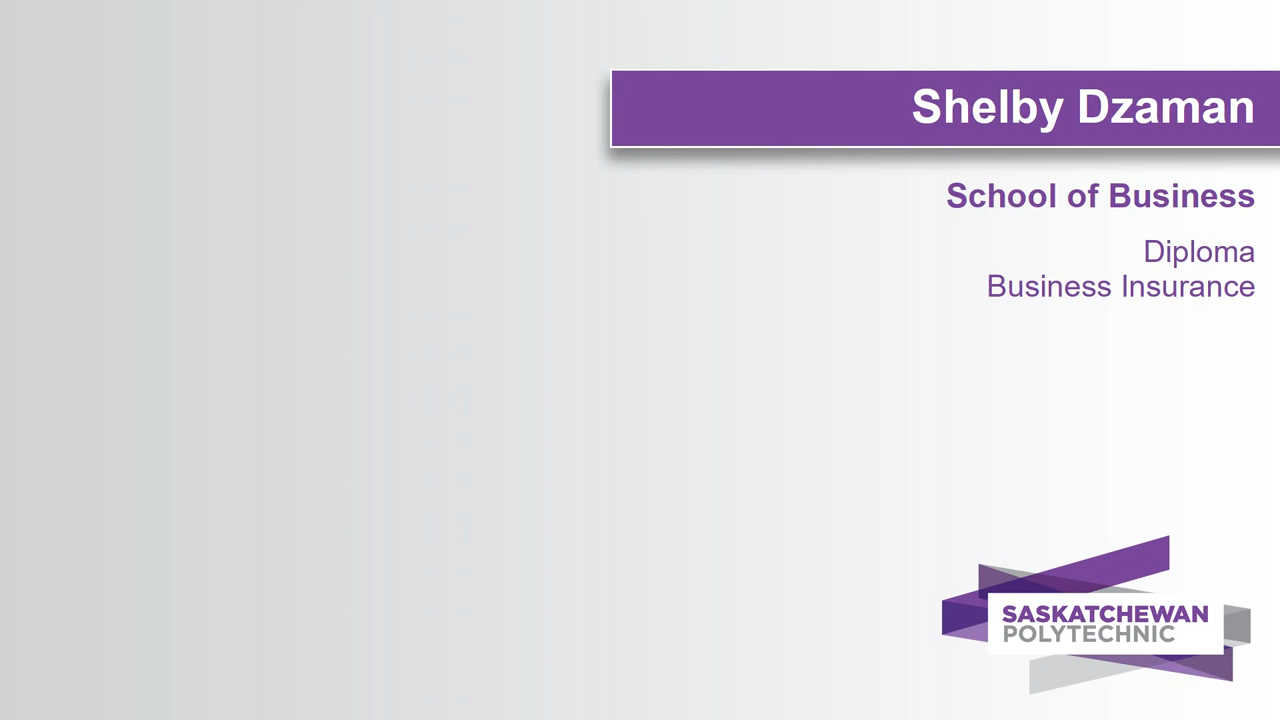 Shelby Dzaman
School of Business
Diploma
Business Insurance
SASKATCHEWAN
POLYTECHNIC